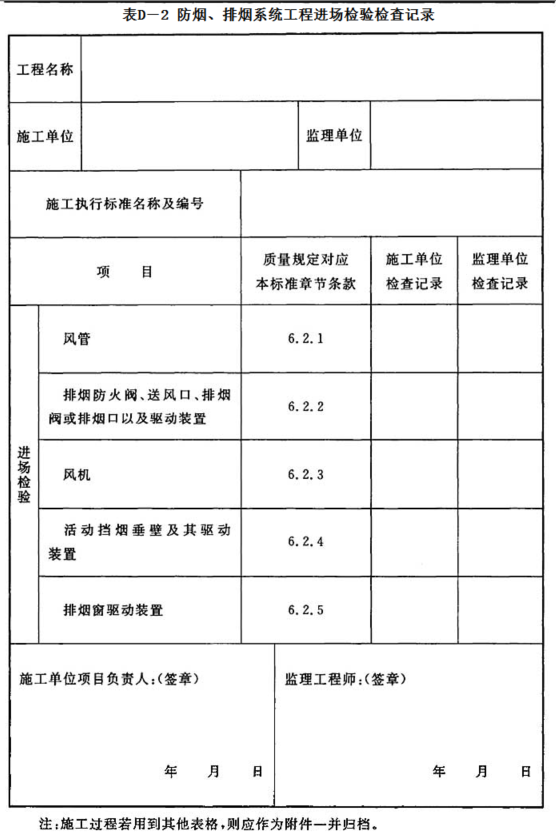 表D—2 防烟、排烟系统工程进场检验检查记录
工程名称
施工单位
监理单位
施工执行标准名称及编号
项 目
质量规定对应
本标准章节条款
施工单位
检查记录
监理单位
检查记录
进场检验
风管
6.2.1
排烟防火阀、送风口、排烟
阀或排烟口以及驱动装置
6.2.2
风机
6.2.3
活动挡烟垂壁及其驱动
装置
6.2.4
排烟窗驱动装置
6.2.5
施工单位项目负责人:(签章)
年 月 日
监理工程师:(签章)
年 月 日
注:施工过程若用到其他表格,则应作为附件一并归档。